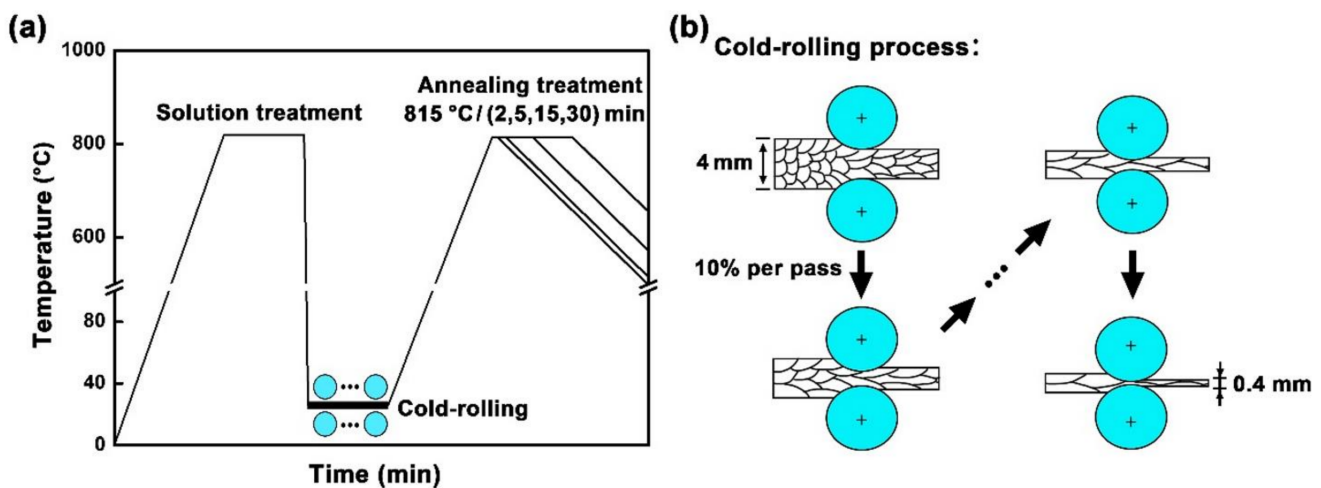 (a)
1000
800
600
80
40
0
Temperature (°C)
Time (min)
Solution treatment
Annealing treatment
815 °C / (2,5,15,30) min
Cold-rolling
(b)
Cold-rolling process:
4 mm
10% per pass
0.4 mm